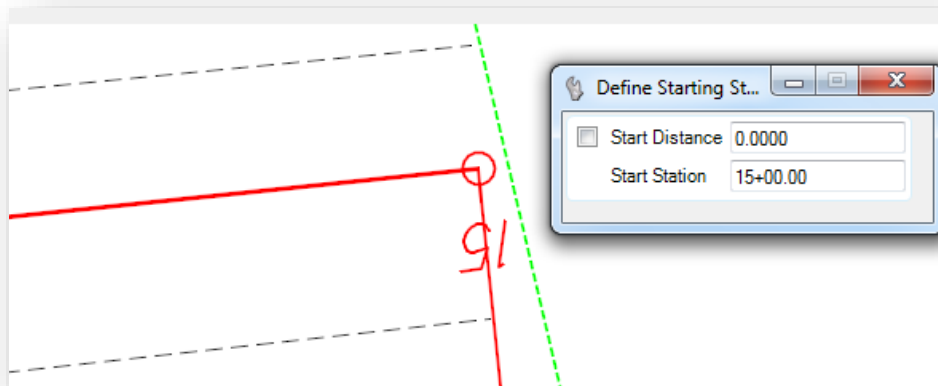 Define Starting St...
Start Distance 0.0000
Start Station 15+00.00
15